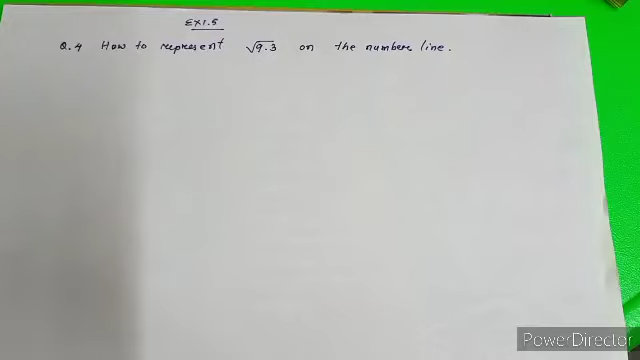 EX1.5
Q.4 How to represent √9.3 on the number line.
PowerDirector